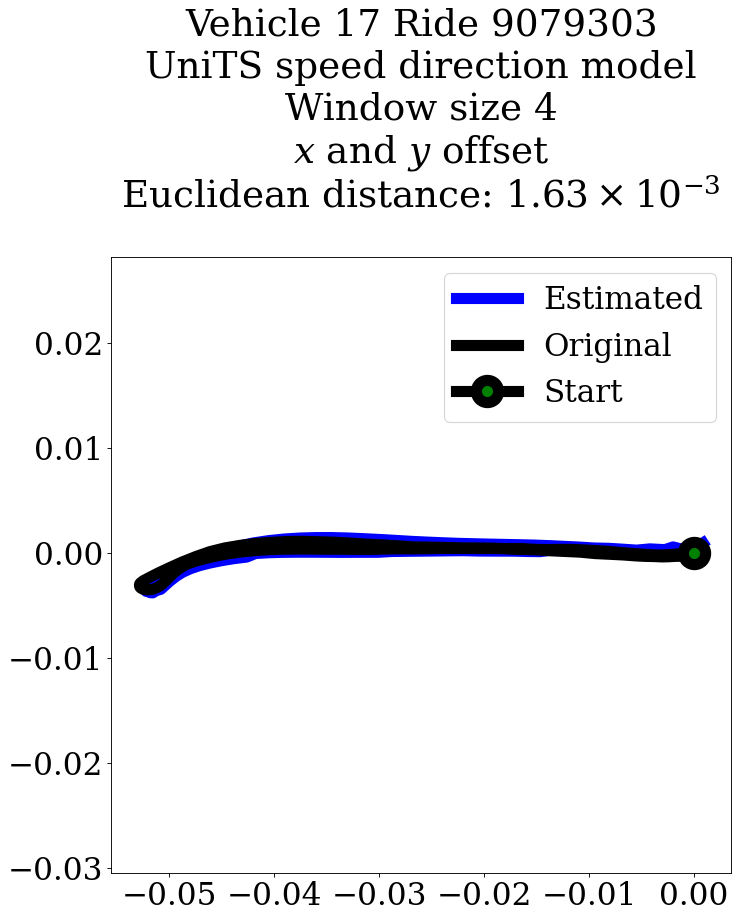 Vehicle 17 Ride 9079303
UniTS speed direction model
Window size 4
x and y offset
Euclidean distance: 1.63 × 10⁻³
Estimated
Original
Start
0.02
0.01
0.00
−0.01
−0.02
−0.03
−0.05 −0.04 −0.03 −0.02 −0.01 0.00